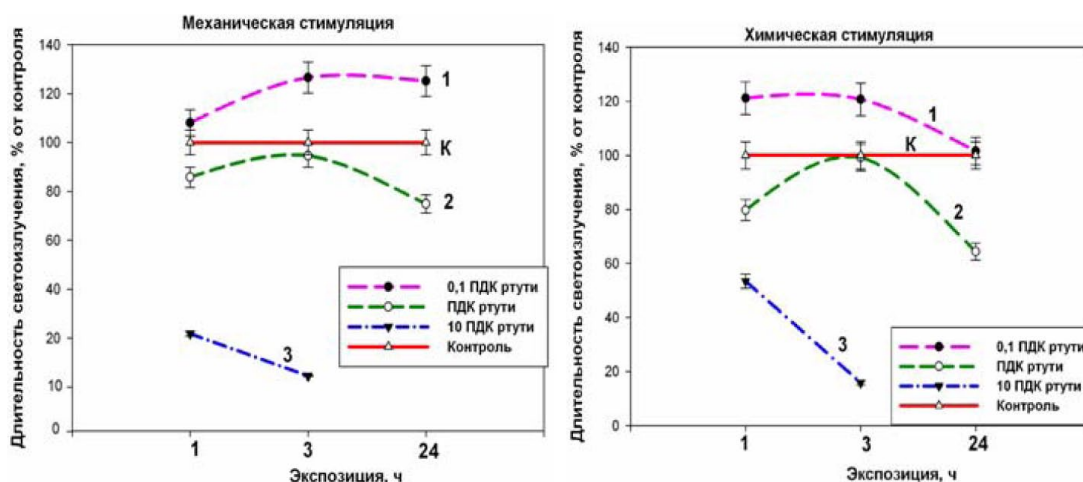 Механическая стимуляция
Длительность светоизлучения, % от контроля
140
120
100
80
60
40
20
10
0
1
К
2
3
0,1 ПДК ртути
ПДК ртути
10 ПДК ртути
Контроль
1
3
24
Экспозиция, ч
Химическая стимуляция
Длительность светоизлучения, % от контроля
140
120
100
80
60
40
20
0
1
К
2
3
0,1 ПДК ртути
ПДК ртути
10 ПДК ртути
Контроль
1
3
24
Экспозиция, ч